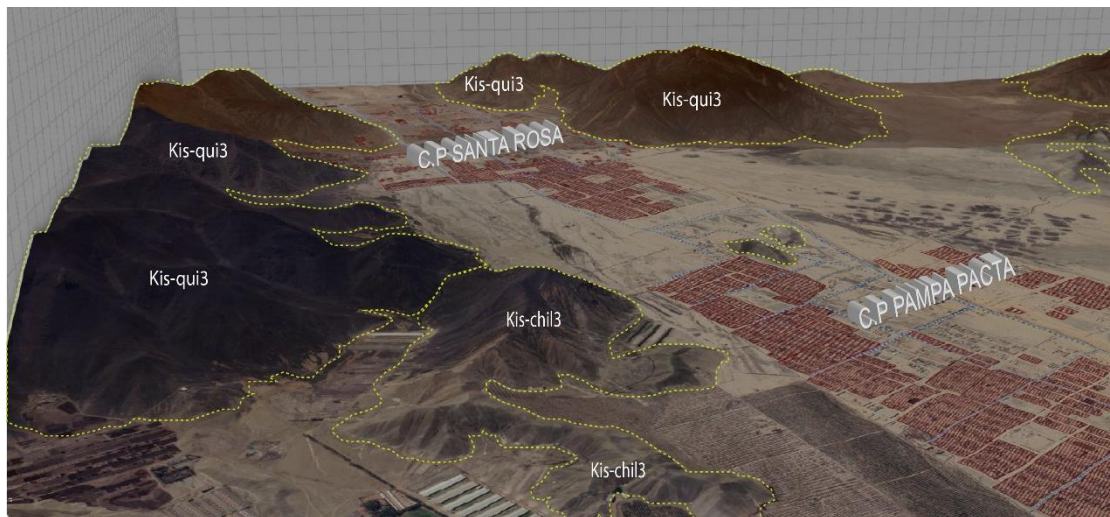 Kis-qui3
Kis-qui3
C.P SANTA ROSA
Kis-qui3
Kis-qui3
C.P PAMPA PACTA
Kis-chil3
Kis-chil3